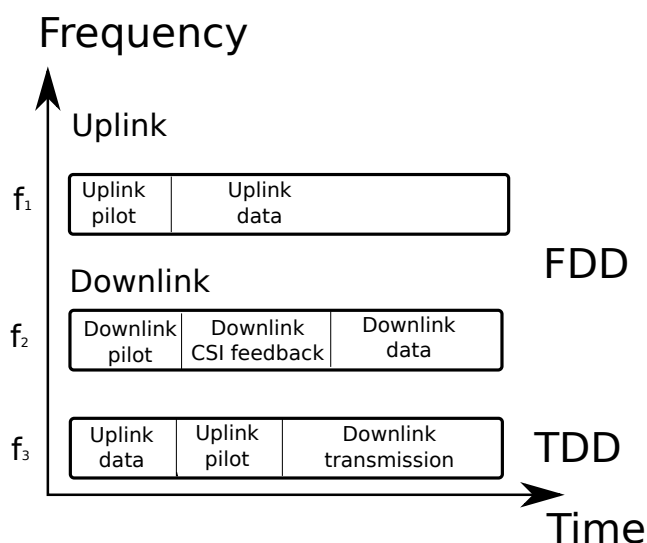 Frequency
Uplink
f₁
Uplink Uplink
pilot data
FDD
Downlink
f₂
Downlink Downlink Downlink
pilot CSI feedback data
f₃
Uplink Uplink Downlink
data pilot transmission
TDD
Time